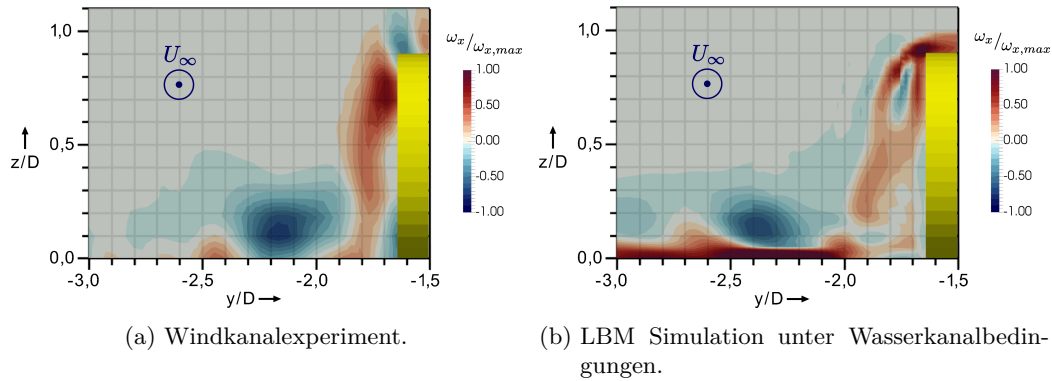 1,0
U∞
ωx/ωx,max
1.00
0.50
0,5
0.00
z/D
-0.50
-1.00
0,0
-3,0 -2,5 -2,0 -1,5
y/D
(a) Windkanalexperiment.
1,0
U∞
ωx/ωx,max
1.00
0.50
0,5
0.00
z/D
-0.50
-1.00
0,0
-3,0 -2,5 -2,0 -1,5
y/D
(b) LBM Simulation unter Wasserkanalbedin-
gungen.